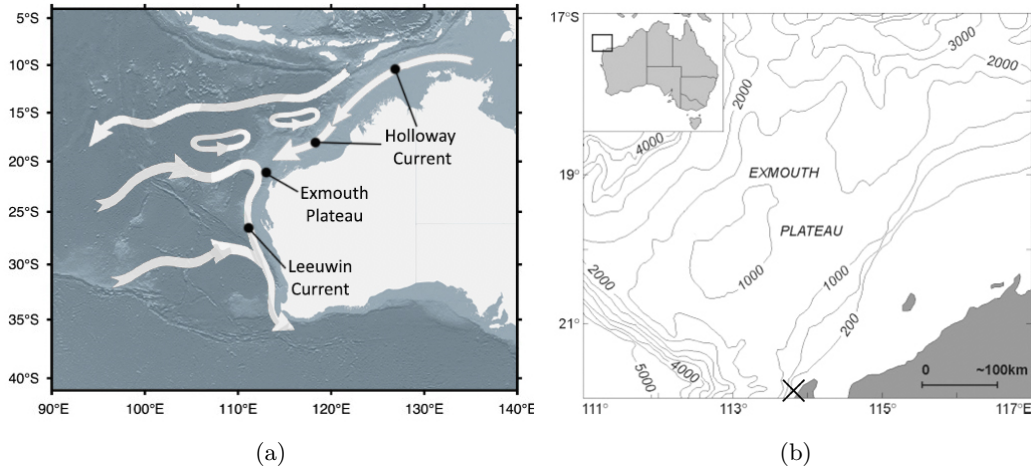 5°S
10°S
15°S
20°S
25°S
30°S
35°S
40°S
90°E
100°E
110°E
120°E
130°E
140°E
Holloway
Current
Exmouth
Plateau
Leeuwin
Current
(a)
17°S
19°
21°
111°
113°
115°
117°E
3000
2000
2000
4000
EXMOUTH
PLATEAU
1000
1000
200
2000
4000
5000
0 ~100km
(b)